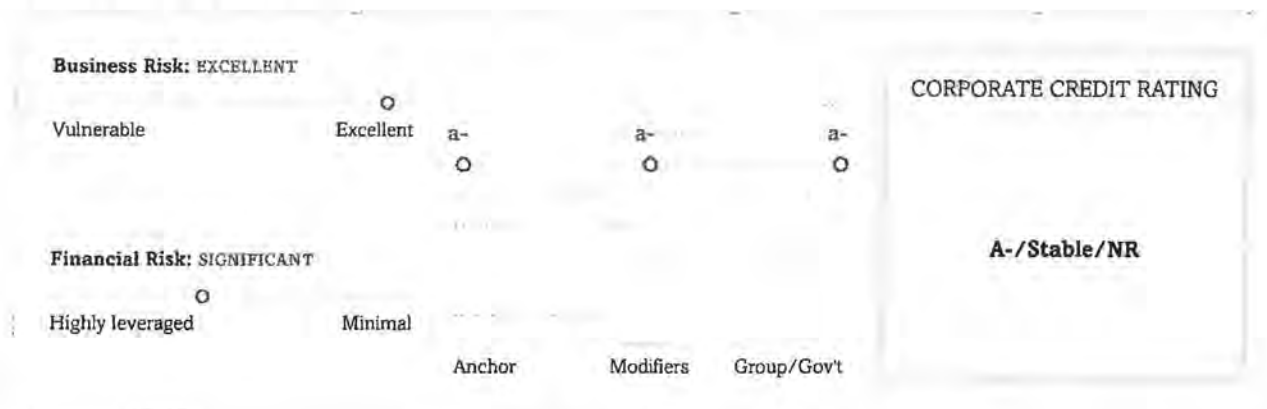 Business Risk: EXCELLENT
Vulnerable Excellent
a- a- a-
Financial Risk: SIGNIFICANT
Highly leveraged Minimal
Anchor Modifiers Group/Gov't
CORPORATE CREDIT RATING
A-/Stable/NR